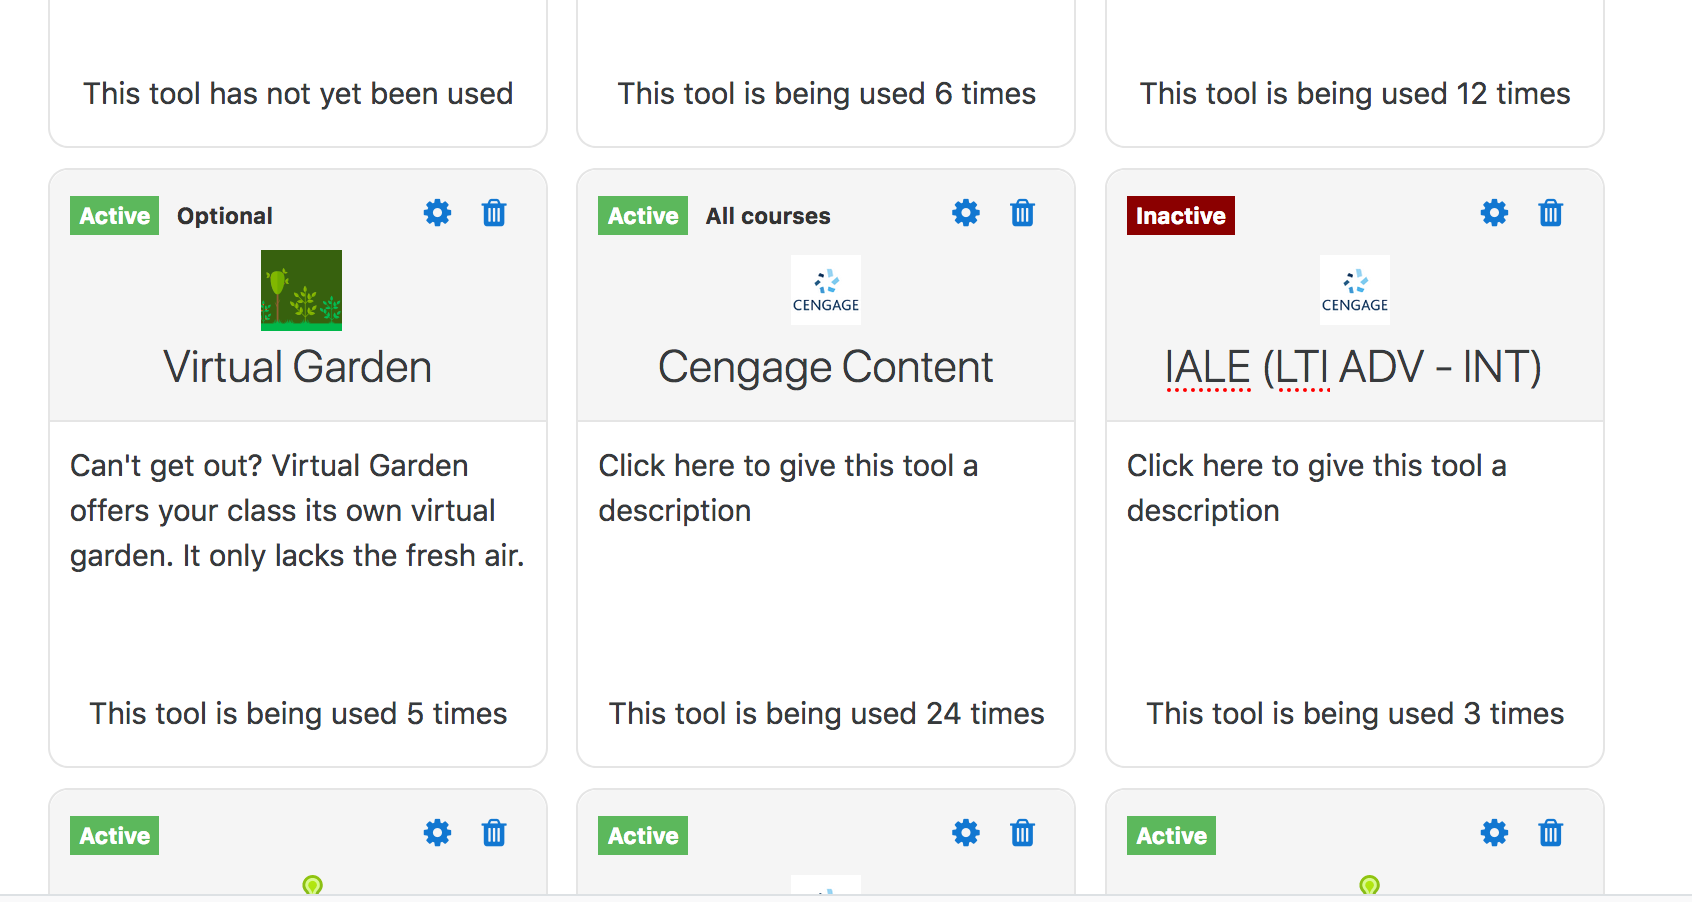 This tool has not yet been used
This tool is being used 6 times
This tool is being used 12 times
Active Optional
Virtual Garden
Can't get out? Virtual Garden
offers your class its own virtual
garden. It only lacks the fresh air.
This tool is being used 5 times
Active All courses
CENGAGE
Cengage Content
Click here to give this tool a
description
This tool is being used 24 times
Inactive
CENGAGE
IALE (LTI ADV - INT)
Click here to give this tool a
description
This tool is being used 3 times
Active
Active
Active